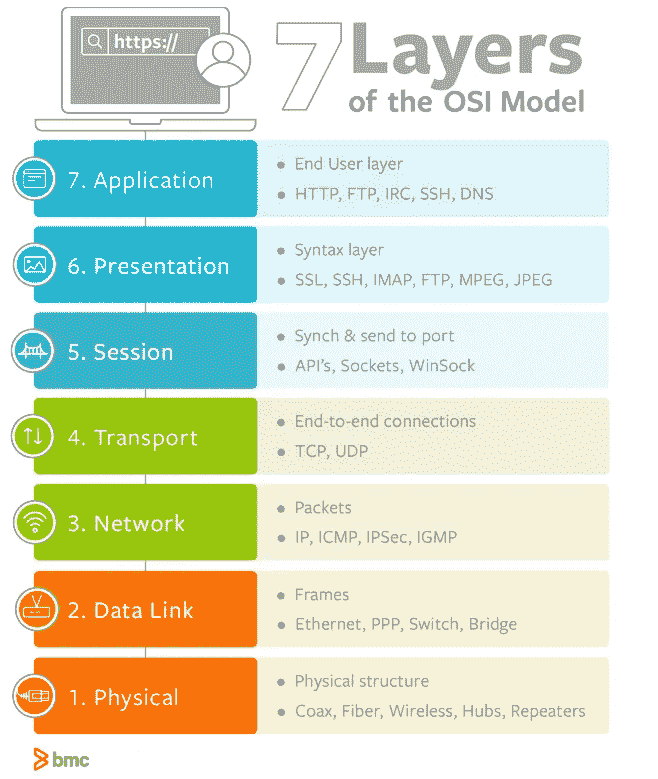 https://
7 Layers
of the OSI Model
7. Application
• End User layer
• HTTP, FTP, IRC, SSH, DNS
6. Presentation
• Syntax layer
• SSL, SSH, IMAP, FTP, MPEG, JPEG
5. Session
• Synch & send to port
• API's, Sockets, WinSock
4. Transport
• End-to-end connections
• TCP, UDP
3. Network
• Packets
• IP, ICMP, IPSec, IGMP
2. Data Link
• Frames
• Ethernet, PPP, Switch, Bridge
1. Physical
• Physical structure
• Coax, Fiber, Wireless, Hubs, Repeaters
bmc